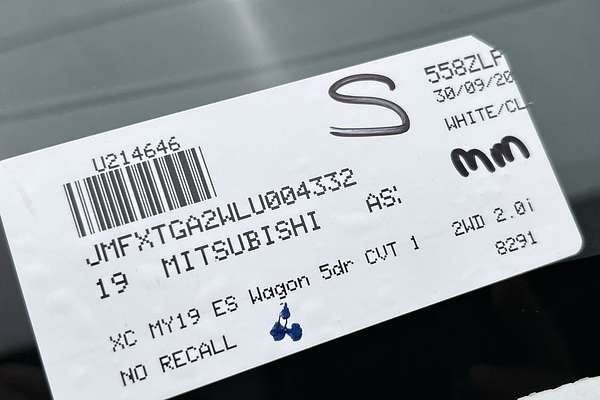 S
558ZLP
30/09/20
WHITE/CL
mm
U214646
JMFXTGA2WLU004332
19 MITSUBISHI AS
XC MY19 ES Wagon 5dr CVT 1 2WD 2.0i
8291
NO RECALL